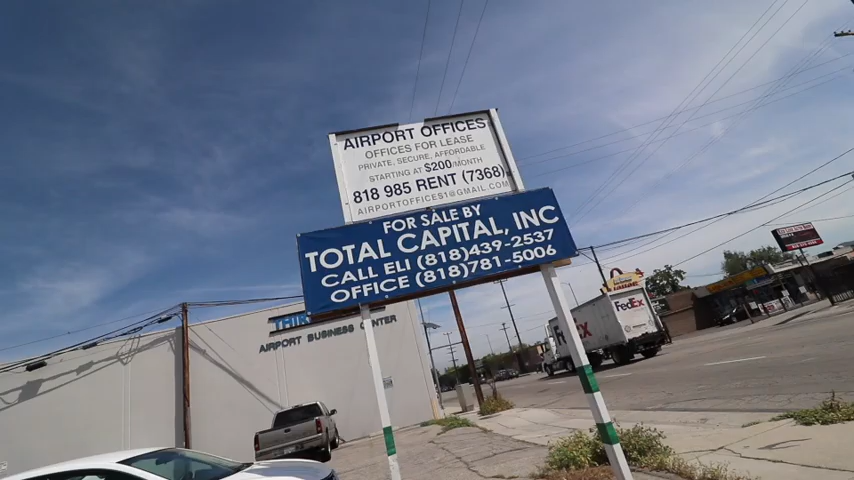 AIRPORT OFFICES
OFFICES FOR LEASE
PRIVATE, SECURE, AFFORDABLE
STARTING AT $200/MONTH
818 985 RENT (7368)
AIRPORTOFFICES1@GMAIL.COM
FOR SALE BY
TOTAL CAPITAL, INC
CALL ELI (818)439-2537
OFFICE (818)781-5006
AIRPORT BUSINESS CENTER
FedEx
FedEx